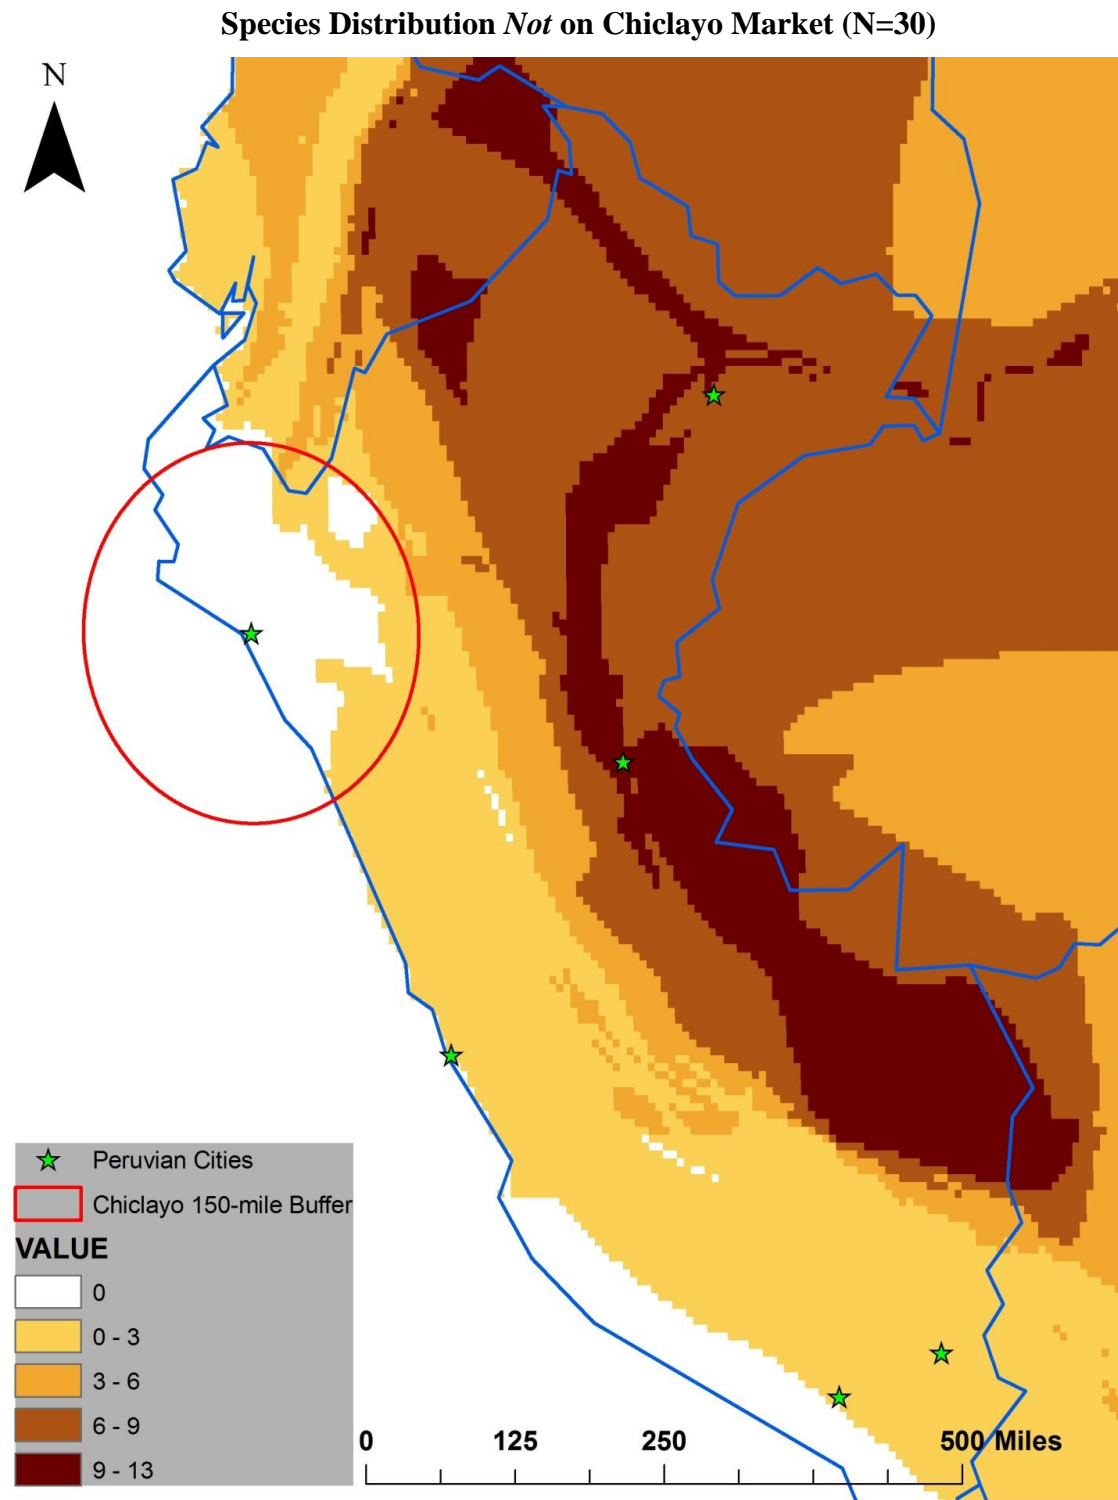 Species Distribution Not on Chiclayo Market (N=30)
N
Peruvian Cities
Chiclayo 150-mile Buffer
VALUE
0
0 - 3
3 - 6
6 - 9
9 - 13
0 125 250 500 Miles